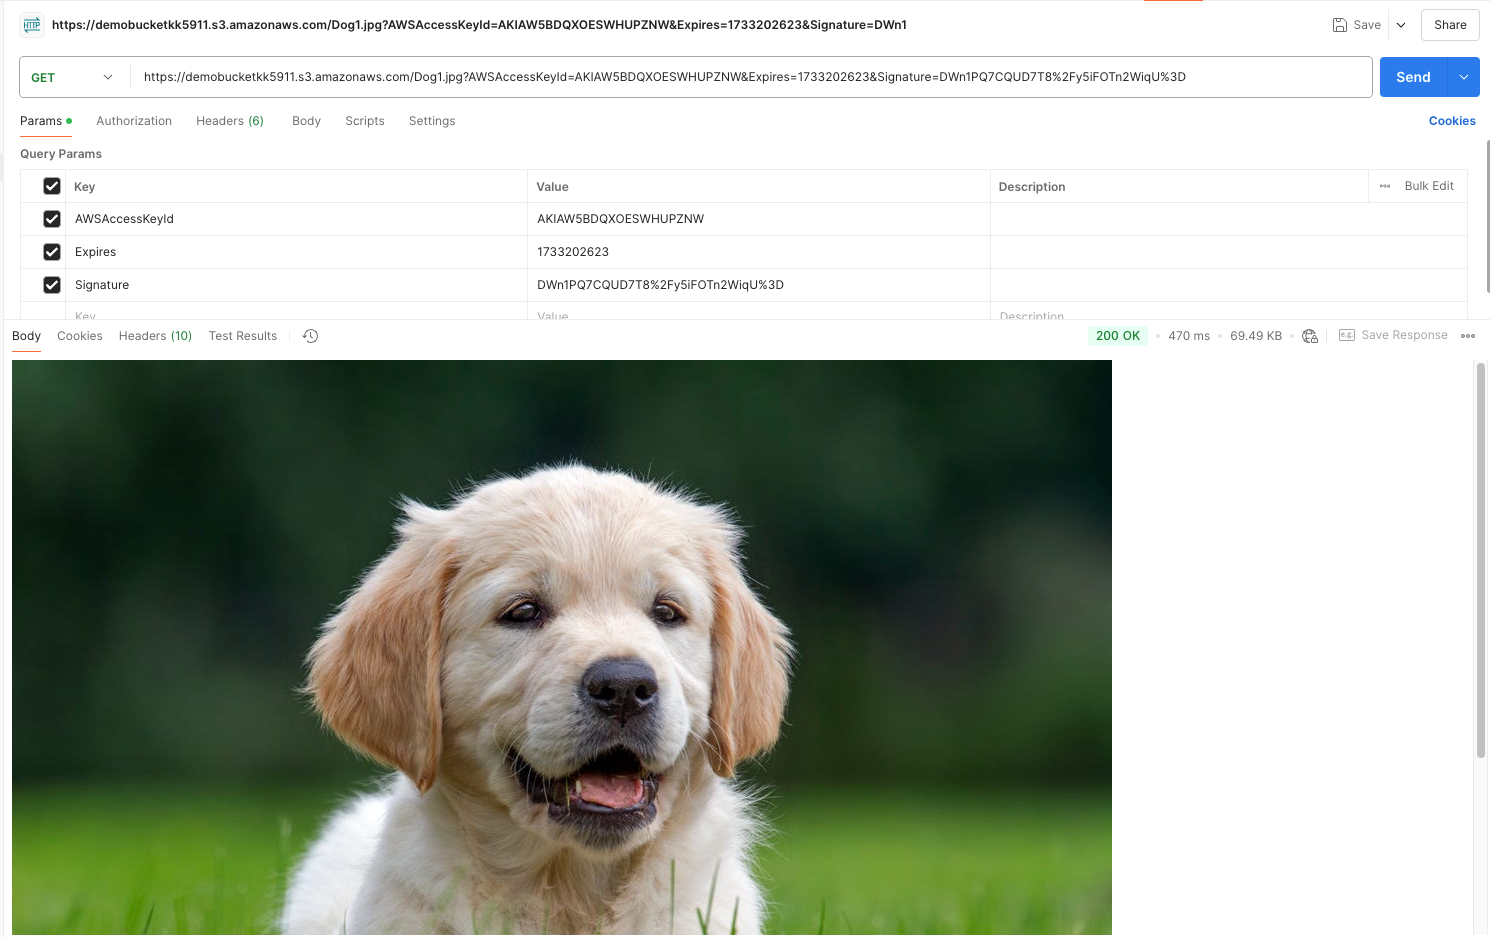 HTTP https://demobucketkk5911.s3.amazonaws.com/Dog1.jpg?AWSAccessKeyId=AKIAW5BDQXOESWHUPZNW&Expires=1733202623&Signature=DWn1 Save Share
GET https://demobucketkk5911.s3.amazonaws.com/Dog1.jpg?AWSAccessKeyId=AKIAW5BDQXOESWHUPZNW&Expires=1733202623&Signature=DWn1PQ7CQUD7T8%2Fy5iFOTn2WiqU%3D Send
Params Authorization Headers (6) Body Scripts Settings Cookies
Query Params
Key Value Description Bulk Edit
AWSAccessKeyId AKIAW5BDQXOESWHUPZNW
Expires 1733202623
Signature DWn1PQ7CQUD7T8%2Fy5iFOTn2WiqU%3D
Key Value Description
Body Cookies Headers (10) Test Results 200 OK 470 ms 69.49 KB e.g. Save Response